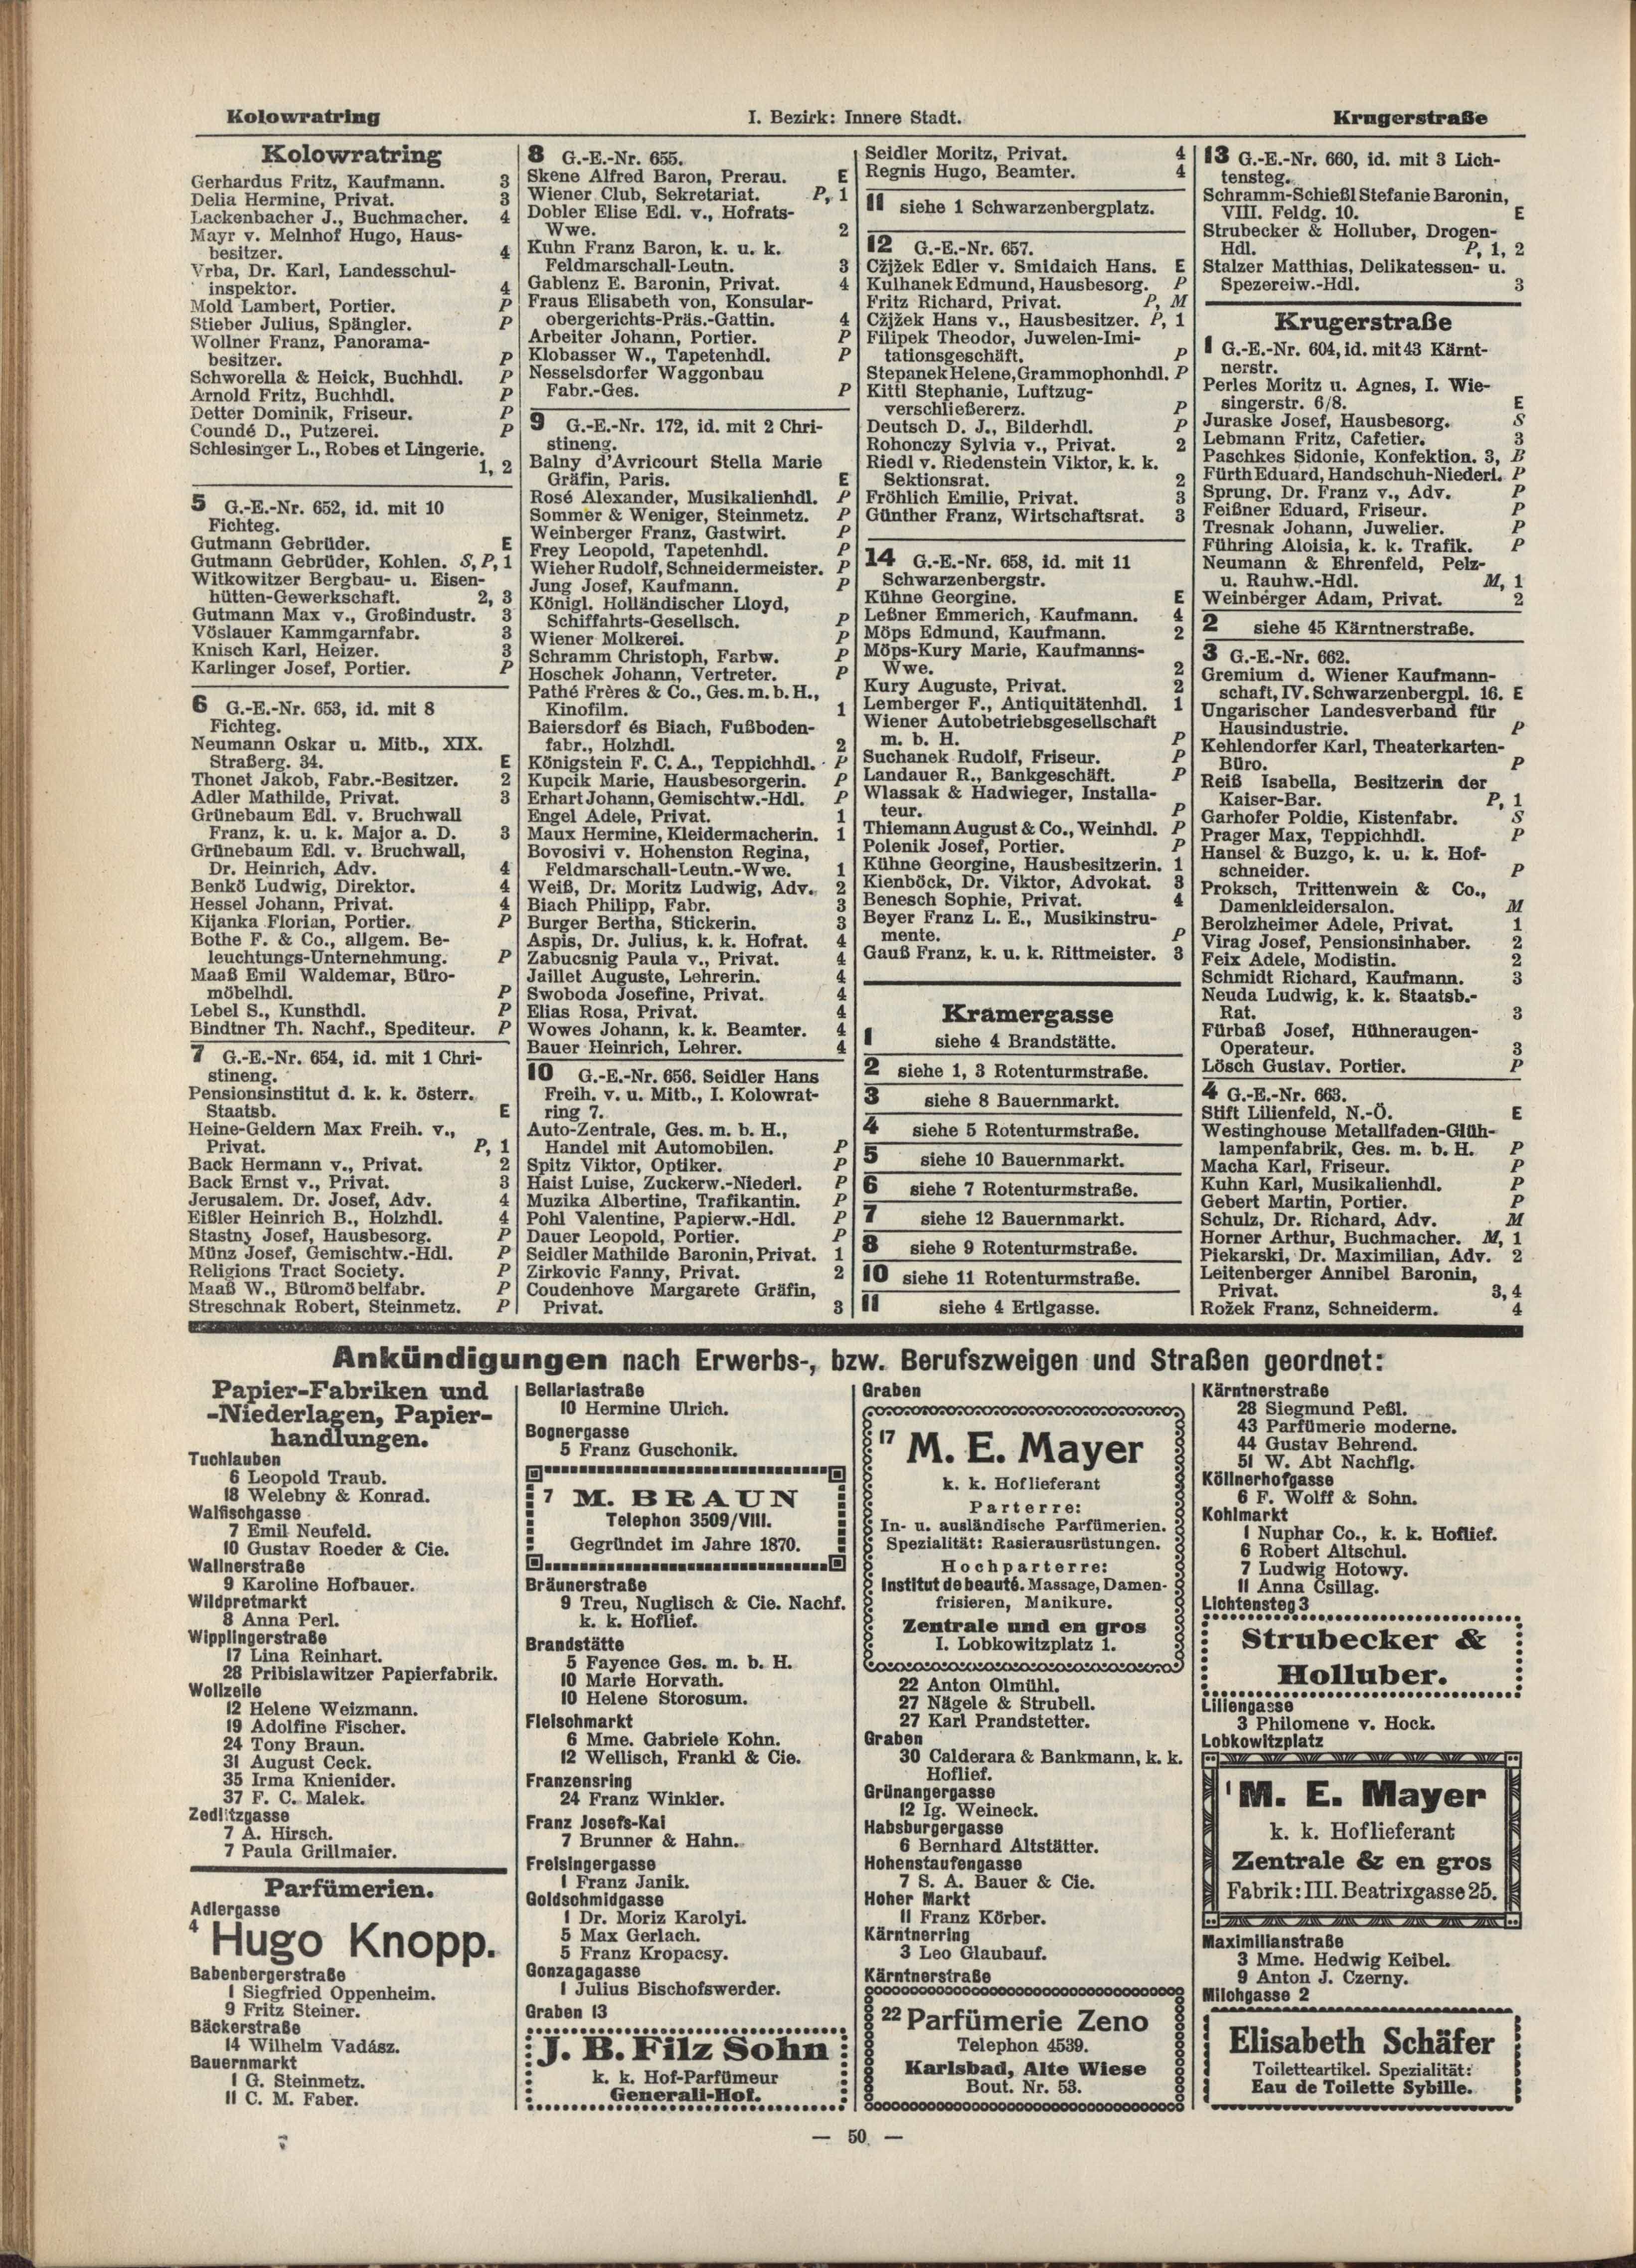 Kolowratring
I. Bezirk: Innere Stadt.
Krugerstraße
Kolowratring
Gerhardus Fritz, Kaufmann. 3
Delia Hermine, Privat. 3
Lackenbacher J., Buchmacher. 4
Mayr v. Melnhof Hugo, Haus-
besitzer. 4
Vrba, Dr. Karl, Landesschul-
inspektor. 4
Mold Lambert, Portier. P
Stieber Julius, Spängler. P
Wollner Franz, Panorama-
besitzer. P
Schworella & Heick, Buchhdl. P
Arnold Fritz, Buchhdl. P
Detter Dominik, Friseur. P
Coundé D., Putzerei. P
Schlesinger L., Robes et Lingerie.
1, 2
5 G.-E.-Nr. 652, id. mit 10
Fichteg.
Gutmann Gebrüder. E
Gutmann Gebrüder, Kohlen. S, P, 1
Witkowitzer Bergbau- u. Eisen-
hütten-Gewerkschaft. 2, 3
Gutmann Max v., Großindustr. 3
Vöslauer Kammgarnfabr. 3
Knisch Karl, Heizer. 3
Karlinger Josef, Portier. P
6 G.-E.-Nr. 653, id. mit 8
Fichteg.
Neumann Oskar u. Mitb., XIX.
Straßerg. 34. E
Thonet Jakob, Fabr.-Besitzer. 2
Adler Mathilde, Privat. 3
Grünebaum Edl. v. Bruchwall
Franz, k. u. k. Major a. D. 3
Grünebaum Edl. v. Bruchwall,
Dr. Heinrich, Adv. 4
Benkö Ludwig, Direktor. 4
Hessel Johann, Privat. 4
Kijanka Florian, Portier. P
Bothe F. & Co., allgem. Be-
leuchtungs-Unternehmung. P
Maaß Emil Waldemar, Büro-
möbelhdl. P
Lebel S., Kunsthdl. P
Bindtner Th. Nachf., Spediteur. P
7 G.-E.-Nr. 654, id. mit 1 Chri-
stineng.
Pensionsinstitut d. k. k. österr.
Staatsb. E
Heine-Geldern Max Freih. v.,
Privat. P, 1
Back Hermann v., Privat. 2
Back Ernst v., Privat. 3
Jerusalem. Dr. Josef, Adv. 4
Eißler Heinrich B., Holzhdl. 4
Stastny Josef, Hausbesorg. P
Münz Josef, Gemischtw.-Hdl. P
Religions Tract Society. P
Maaß W., Büromöbelfabr. P
Streschnak Robert, Steinmetz. P
8 G.-E.-Nr. 655.
Skene Alfred Baron, Prerau. E
Wiener Club, Sekretariat. P, 1
Dobler Elise Edl. v., Hofrats-
Wwe. 2
Kuhn Franz Baron, k. u. k.
Feldmarschall-Leutn. 3
Gablenz E. Baronin, Privat. 4
Fraus Elisabeth von, Konsular-
obergerichts-Präs.-Gattin. 4
Arbeiter Johann, Portier. P
Klobasser W., Tapetenhdl. P
Nesselsdorfer Waggonbau
Fabr.-Ges. P
9 G.-E.-Nr. 172, id. mit 2 Chri-
stineng.
Balny d'Avricourt Stella Marie
Gräfin, Paris. E
Rosé Alexander, Musikalienhdl. P
Sommer & Weniger, Steinmetz. P
Weinberger Franz, Gastwirt. P
Frey Leopold, Tapetenhdl. P
Wieher Rudolf, Schneidermeister. P
Jung Josef, Kaufmann. P
Königl. Holländischer Lloyd,
Schiffahrts-Gesellsch. P
Wiener Molkerei. P
Schramm Christoph, Farbw. P
Hoschek Johann, Vertreter. P
Pathé Frères & Co., Ges. m. b. H.,
Kinofilm. 1
Baiersdorf és Biach, Fußboden-
fabr., Holzhdl. 2
Königstein F. C. A., Teppichhdl. P
Kupcik Marie, Hausbesorgerin. P
Erhart Johann, Gemischtw.-Hdl. P
Engel Adele, Privat. 1
Maux Hermine, Kleidermacherin. 1
Bovosivi v. Hohenston Regina,
Feldmarschall-Leutn.-Wwe. 1
Weiß, Dr. Moritz Ludwig, Adv. 2
Biach Philipp, Fabr. 3
Burger Bertha, Stickerin. 3
Aspis, Dr. Julius, k. k. Hofrat. 4
Zabucsnig Paula v., Privat. 4
Jaillet Auguste, Lehrerin. 4
Swoboda Josefine, Privat. 4
Elias Rosa, Privat. 4
Wowes Johann, k. k. Beamter. 4
Bauer Heinrich, Lehrer. 4
10 G.-E.-Nr. 656. Seidler Hans
Freih. v. u. Mitb., I. Kolowrat-
ring 7.
Auto-Zentrale, Ges. m. b. H.,
Handel mit Automobilen. P
Spitz Viktor, Optiker. P
Haist Luise, Zuckerw.-Niederl. P
Muzika Albertine, Trafikantin. P
Pohl Valentine, Papierw.-Hdl. P
Dauer Leopold, Portier. P
Seidler Mathilde Baronin, Privat. 1
Zirkovic Fanny, Privat. 2
Coudenhove Margarete Gräfin,
Privat. 3
Seidler Moritz, Privat. 4
Regnis Hugo, Beamter. 4
11 siehe 1 Schwarzenbergplatz.
12 G.-E.-Nr. 657.
Cžjžek Edler v. Smidaich Hans. E
Kulhanek Edmund, Hausbesorg. P
Fritz Richard, Privat. P, M
Cžjžek Hans v., Hausbesitzer. P, 1
Filipek Theodor, Juwelen-Imi-
tationsgeschäft. P
Stepanek Helene, Grammophonhdl. P
Kittl Stephanie, Luftzug-
verschließererz. P
Deutsch D. J., Bilderhdl. P
Rohonczy Sylvia v., Privat. 2
Riedl v. Riedenstein Viktor, k. k.
Sektionsrat. 2
Fröhlich Emilie, Privat. 3
Günther Franz, Wirtschaftsrat. 3
14 G.-E.-Nr. 658, id. mit 11
Schwarzenbergstr.
Kühne Georgine. E
Leßner Emmerich, Kaufmann. 4
Möps Edmund, Kaufmann. 2
Möps-Kury Marie, Kaufmanns-
Wwe. 2
Kury Auguste, Privat. 2
Lemberger F., Antiquitätenhdl. 1
Wiener Autobetriebsgesellschaft
m. b. H. P
Suchanek Rudolf, Friseur. P
Landauer R., Bankgeschäft. P
Wlassak & Hadwieger, Installa-
teur. P
Thiemann August & Co., Weinhdl. P
Polenik Josef, Portier. P
Kühne Georgine, Hausbesitzerin. 1
Kienböck, Dr. Viktor, Advokat. 3
Benesch Sophie, Privat. 4
Beyer Franz L. E., Musikinstru-
mente. P
Gauß Franz, k. u. k. Rittmeister. 3
Kramergasse
1 siehe 4 Brandstätte.
2 siehe 1, 3 Rotenturmstraße.
3 siehe 8 Bauernmarkt.
4 siehe 5 Rotenturmstraße.
5 siehe 10 Bauernmarkt.
6 siehe 7 Rotenturmstraße.
7 siehe 12 Bauernmarkt.
8 siehe 9 Rotenturmstraße.
10 siehe 11 Rotenturmstraße.
11 siehe 4 Ertlgasse.
13 G.-E.-Nr. 660, id. mit 3 Lich-
tensteg.
Schramm-Schießl Stefanie Baronin,
VIII. Feldg. 10. E
Strubecker & Holluber, Drogen-
Hdl. P, 1, 2
Stalzer Matthias, Delikatessen- u.
Spezereiw.-Hdl. 3
Krugerstraße
1 G.-E.-Nr. 604, id. mit 43 Kärnt-
nerstr.
Perles Moritz u. Agnes, I. Wie-
singerstr. 6/8. E
Juraske Josef, Hausbesorg. S
Lebmann Fritz, Cafetier. 3
Paschkes Sidonie, Konfektion. 3, B
Fürth Eduard, Handschuh-Niederl. P
Sprung, Dr. Franz v., Adv. P
Feißner Eduard, Friseur. P
Tresnak Johann, Juwelier. P
Führing Aloisia, k. k. Trafik. P
Neumann & Ehrenfeld, Pelz-
u. Rauhw.-Hdl. M, 1
Weinberger Adam, Privat. 2
2 siehe 45 Kärntnerstraße.
3 G.-E.-Nr. 662.
Gremium d. Wiener Kaufmann-
schaft, IV. Schwarzenbergpl. 16. E
Ungarischer Landesverband für
Hausindustrie. P
Kehlendorfer Karl, Theaterkarten-
Büro. P
Reiß Isabella, Besitzerin der
Kaiser-Bar. P, 1
Garhofer Poldie, Kistenfabr. S
Prager Max, Teppichhdl. P
Hansel & Buzgo, k. u. k. Hof-
schneider. P
Proksch, Trittenwein & Co.,
Damenkleidersalon. M
Berolzheimer Adele, Privat. 1
Virag Josef, Pensionsinhaber. 2
Feix Adele, Modistin. 2
Schmidt Richard, Kaufmann. 3
Neuda Ludwig, k. k. Staatsb.-
Rat. 3
Fürbaß Josef, Hühneraugen-
Operateur. 3
Lösch Gustav. Portier. P
4 G.-E.-Nr. 663.
Stift Lilienfeld, N.-Ö. E
Westinghouse Metallfaden-Glüh-
lampenfabrik, Ges. m. b. H. P
Macha Karl, Friseur. P
Kuhn Karl, Musikalienhdl. P
Gebert Martin, Portier. P
Schulz, Dr. Richard, Adv. M
Horner Arthur, Buchmacher. M, 1
Piekarski, Dr. Maximilian, Adv. 2
Leitenberger Annibel Baronin,
Privat. 3, 4
Rožek Franz, Schneiderm. 4
Ankündigungen nach Erwerbs-, bzw. Berufszweigen und Straßen geordnet:
Papier-Fabriken und
-Niederlagen, Papier-
handlungen.
Tuchlauben
6 Leopold Traub.
18 Welebny & Konrad.
Walfischgasse
7 Emil Neufeld.
10 Gustav Roeder & Cie.
Wallnerstraße
9 Karoline Hofbauer.
Wildpretmarkt
8 Anna Perl.
Wipplingerstraße
17 Lina Reinhart.
28 Pribislawitzer Papierfabrik.
Wollzeile
12 Helene Weizmann.
19 Adolfine Fischer.
24 Tony Braun.
31 August Ceck.
35 Irma Knienider.
37 F. C. Malek.
Zedlitzgasse
7 A. Hirsch.
7 Paula Grillmaier.
Parfümerien.
Adlergasse
4 Hugo Knopp.
Babenbergerstraße
1 Siegfried Oppenheim.
9 Fritz Steiner.
Bäckerstraße
14 Wilhelm Vadász.
Bauernmarkt
1 G. Steinmetz.
11 C. M. Faber.
Bellariastraße
10 Hermine Ulrich.
Bognergasse
5 Franz Guschonik.
7 M. BRAUN
Telephon 3509/VIII.
Gegründet im Jahre 1870.
Bräunerstraße
9 Treu, Nuglisch & Cie. Nachf.
k. k. Hoflief.
Brandstätte
5 Fayence Ges. m. b. H.
10 Marie Horvath.
10 Helene Storosum.
Fleischmarkt
6 Mme. Gabriele Kohn.
12 Wellisch, Frankl & Cie.
Franzensring
24 Franz Winkler.
Franz Josefs-Kai
7 Brunner & Hahn.
Freisingergasse
1 Franz Janik.
Goldschmidgasse
1 Dr. Moriz Karolyi.
5 Max Gerlach.
5 Franz Kropacsy.
Gonzagagasse
1 Julius Bischofswerder.
Graben 13
J. B. Filz Sohn
k. k. Hof-Parfümeur
Generali-Hof.
Graben
17 M. E. Mayer
k. k. Hoflieferant
Parterre:
In- u. ausländische Parfümerien.
Spezialität: Rasierausrüstungen.
Hochparterre:
Institut de beauté. Massage, Damen-
frisieren, Manikure.
Zentrale und en gros
I. Lobkowitzplatz 1.
22 Anton Olmühl.
27 Nägele & Strubell.
27 Karl Prandstetter.
Graben
30 Calderara & Bankmann, k. k.
Hoflief.
Grünangergasse
12 Ig. Weineck.
Habsburgergasse
6 Bernhard Altstätter.
Hohenstaufengasse
7 S. A. Bauer & Cie.
Hoher Markt
11 Franz Körber.
Kärntnerring
3 Leo Glaubauf.
Kärntnerstraße
22 Parfümerie Zeno
Telephon 4539.
Karlsbad, Alte Wiese
Bout. Nr. 53.
Kärntnerstraße
28 Siegmund Peßl.
43 Parfümerie moderne.
44 Gustav Behrend.
51 W. Abt Nachflg.
Köllnerhofgasse
6 F. Wolff & Sohn.
Kohlmarkt
1 Nuphar Co., k. k. Hoflief.
6 Robert Altschul.
7 Ludwig Hotowy.
11 Anna Csillag.
Lichtensteg 3
Strubecker &
Holluber.
Liliengasse
3 Philomene v. Hock.
Lobkowitzplatz
1 M. E. Mayer
k. k. Hoflieferant
Zentrale & en gros
Fabrik: III. Beatrixgasse 25.
Maximilianstraße
3 Mme. Hedwig Keibel.
9 Anton J. Czerny.
Milchgasse 2
Elisabeth Schäfer
Toiletteartikel. Spezialität:
Eau de Toilette Sybille.
— 50 —